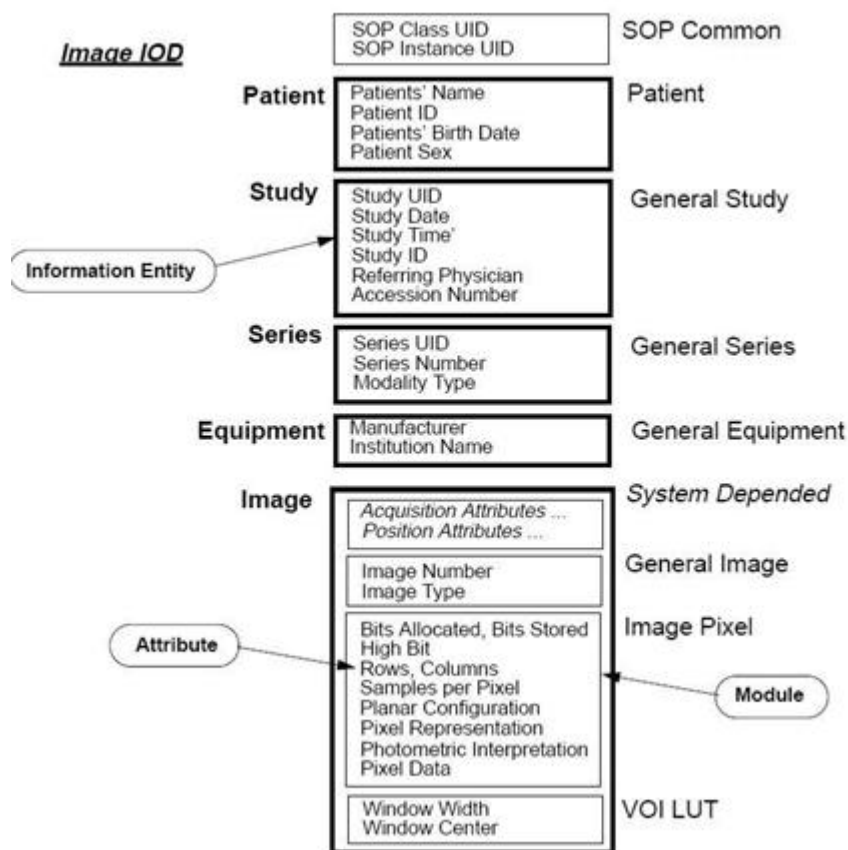 Image IOD
SOP Class UID
SOP Instance UID
SOP Common
Patient
Patients' Name
Patient ID
Patients' Birth Date
Patient Sex
Patient
Study
Study UID
Study Date
Study Time'
Study ID
Referring Physician
Accession Number
General Study
Information Entity
Series
Series UID
Series Number
Modality Type
General Series
Equipment
Manufacturer
Institution Name
General Equipment
Image
Acquisition Attributes ...
Position Attributes ...
System Depended
Image Number
Image Type
General Image
Bits Allocated, Bits Stored
High Bit
Rows, Columns
Samples per Pixel
Planar Configuration
Pixel Representation
Photometric Interpretation
Pixel Data
Image Pixel
Attribute
Module
Window Width
Window Center
VOI LUT